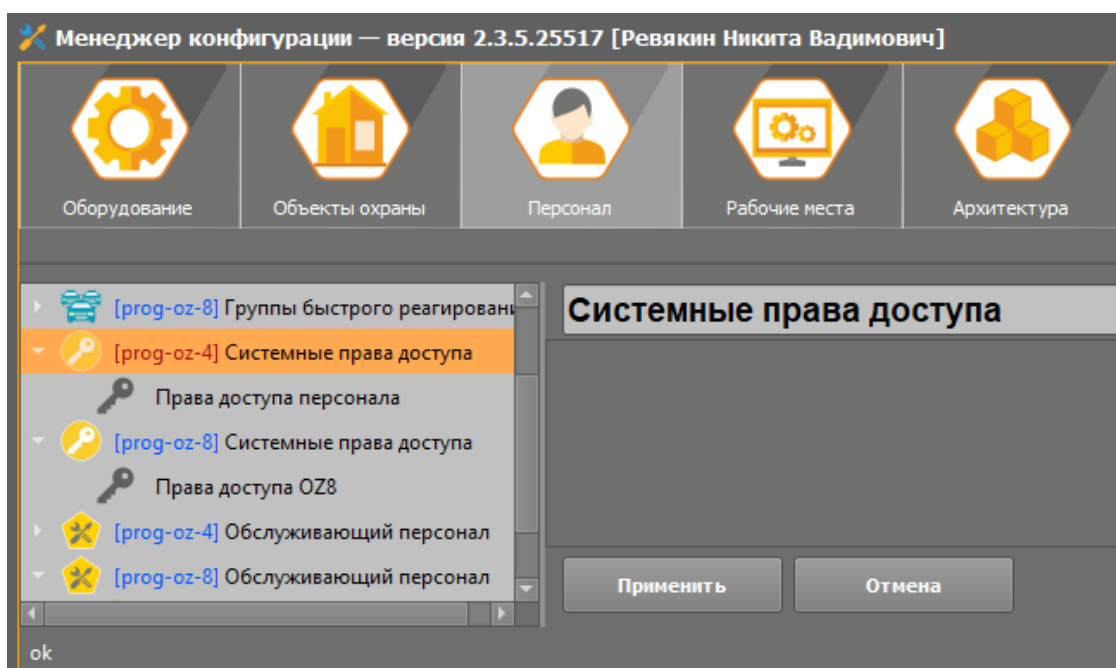 Менеджер конфигурации — версия 2.3.5.25517 [Ревякин Никита Вадимович]
Оборудование
Объекты охраны
Персонал
Рабочие места
Архитектура
[prog-oz-8] Группы быстрого реагировани
[prog-oz-4] Системные права доступа
Права доступа персонала
[prog-oz-8] Системные права доступа
Права доступа OZ8
[prog-oz-4] Обслуживающий персонал
[prog-oz-8] Обслуживающий персонал
Системные права доступа
Применить
Отмена
ok